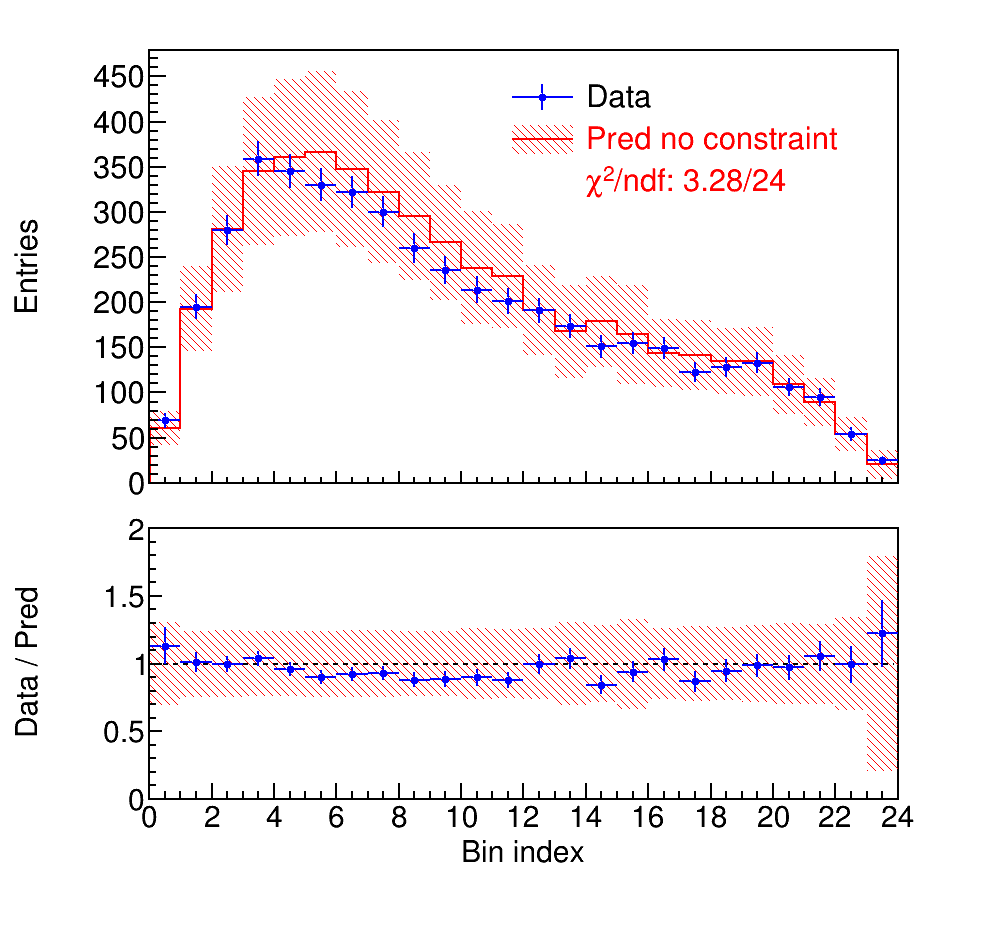 450
400
350
300
250
200
150
100
50
0
Entries
Data
Pred no constraint
χ²/ndf: 3.28/24
2
1.5
1
0.5
0
Data / Pred
0 2 4 6 8 10 12 14 16 18 20 22 24
Bin index